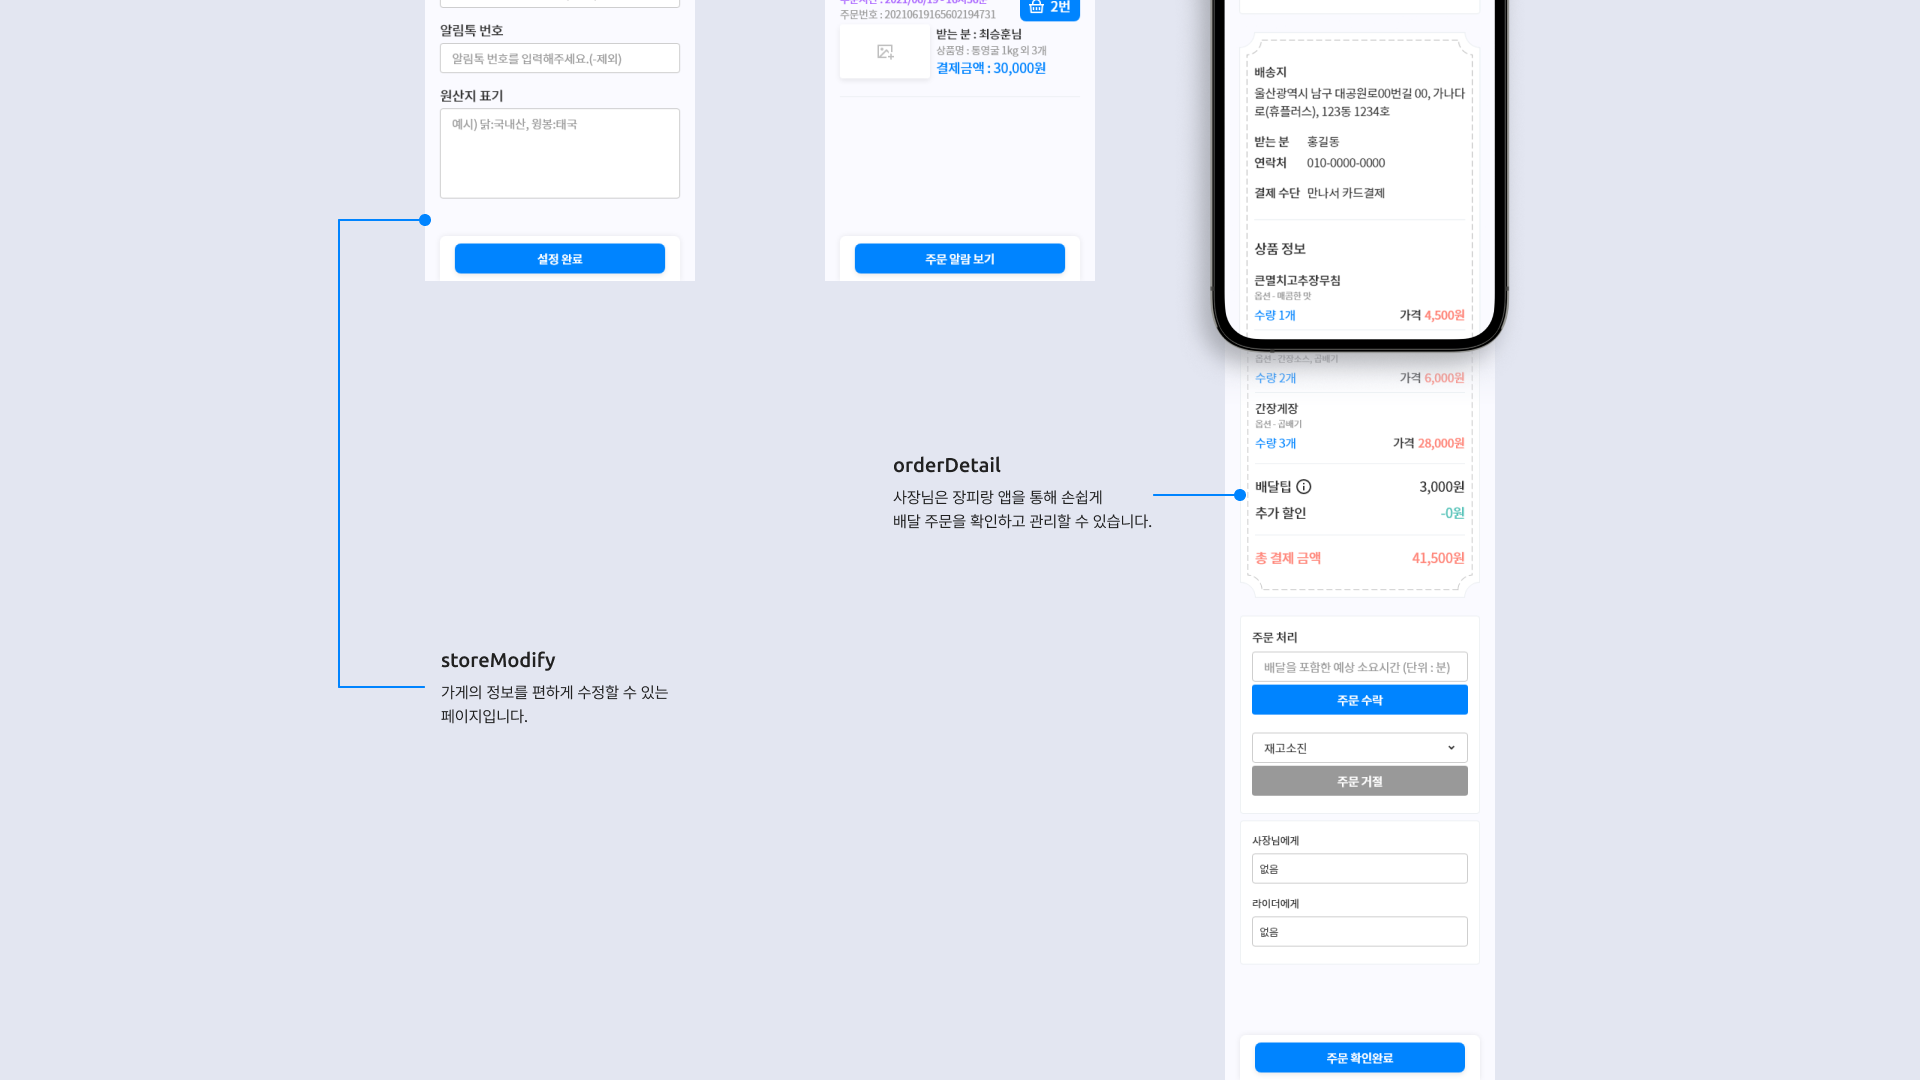 알림톡 번호
알림톡 번호를 입력해주세요.(-제외)
원산지 표기
예시) 닭:국내산, 윙봉:태국
설정 완료
주문번호 : 20210619165602194731
2번
받는 분 : 최승훈님
상품명 : 통영굴 1kg 외 3개
결제금액 : 30,000원
주문 알람 보기
배송지
울산광역시 남구 대공원로00번길 00, 가나다
로(휴플러스), 123동 1234호
받는 분 홍길동
연락처 010-0000-0000
결제 수단 만나서 카드결제
상품 정보
큰멸치고추장무침
옵션 - 매콤한 맛
수량 1개 가격 4,500원
옵션 - 간장소스, 곱배기
수량 2개 가격 6,000원
간장게장
옵션 - 곱배기
수량 3개 가격 28,000원
배달팁 3,000원
추가 할인 -0원
총 결제 금액 41,500원
orderDetail
사장님은 장피랑 앱을 통해 손쉽게
배달 주문을 확인하고 관리할 수 있습니다.
storeModify
가게의 정보를 편하게 수정할 수 있는
페이지입니다.
주문 처리
배달을 포함한 예상 소요시간 (단위 : 분)
주문 수락
재고소진
주문 거절
사장님에게
없음
라이더에게
없음
주문 확인완료